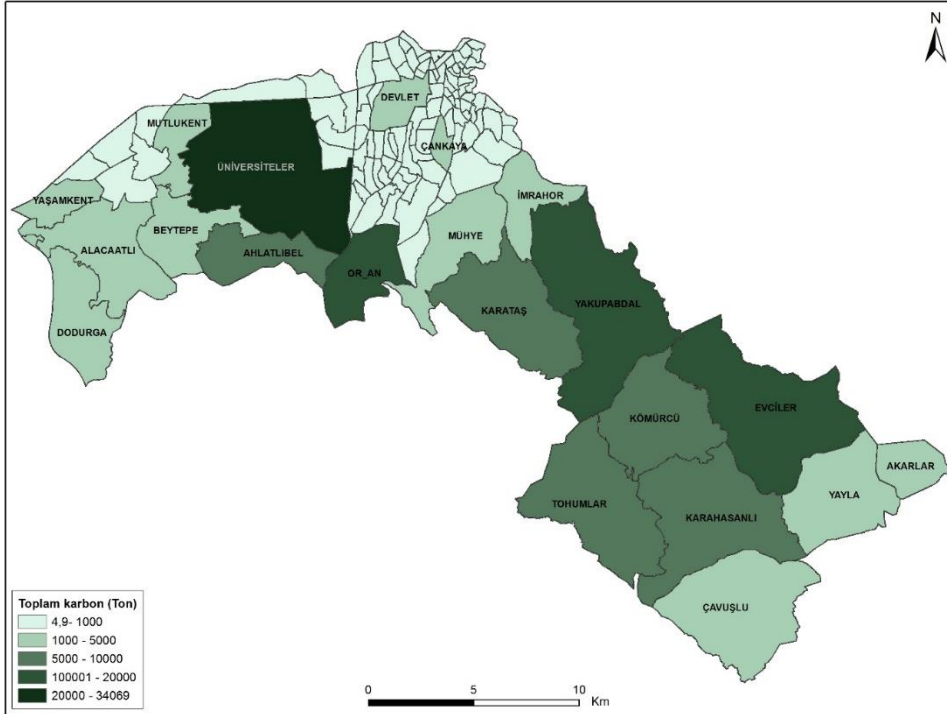 N
DEVLET
MUTLUKENT
ÇANKAYA
ÜNİVERSİTELER
İMRAHOR
YAŞAMKENT
BEYTEPE
MÜHYE
ALACAATLI
AHLATLIBEL
OR_AN
YAKUPABDAL
KARATAŞ
DODURGA
EVCİLER
KÖMÜRCÜ
AKARLAR
YAYLA
TOHUMLAR
KARAHASANLI
ÇAVUŞLU
Toplam karbon (Ton)
4,9- 1000
1000 - 5000
5000 - 10000
100001 - 20000
20000 - 34069
0 5 10
Km